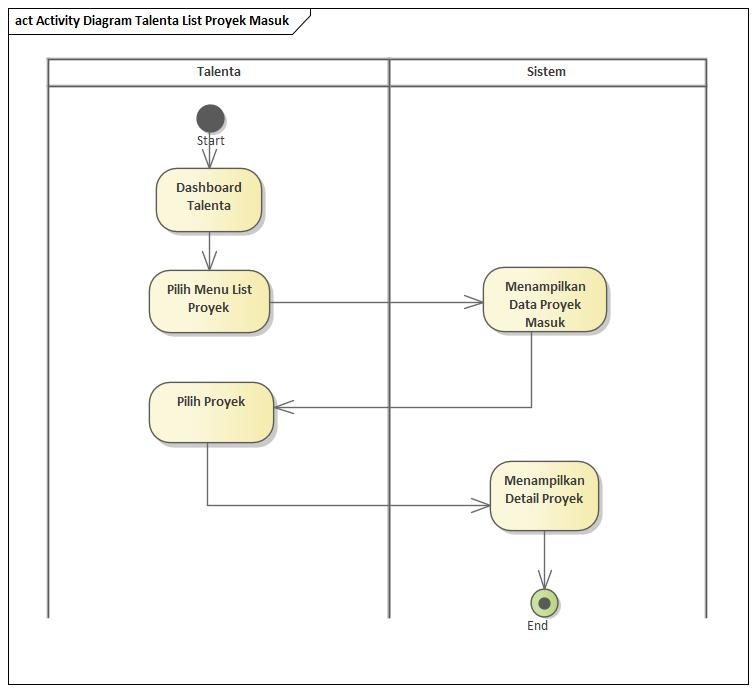 act Activity Diagram Talenta List Proyek Masuk
Talenta
Sistem
Start
Dashboard
Talenta
Pilih Menu List
Proyek
Menampilkan
Data Proyek
Masuk
Pilih Proyek
Menampilkan
Detail Proyek
End